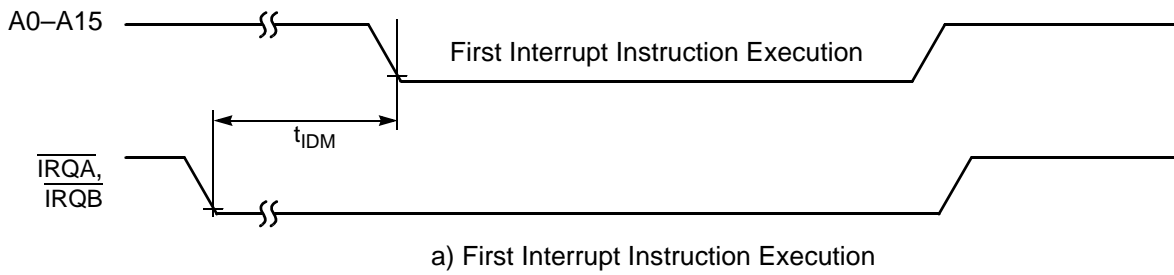 A0–A15
First Interrupt Instruction Execution
tIDM
IRQA,
IRQB
a) First Interrupt Instruction Execution